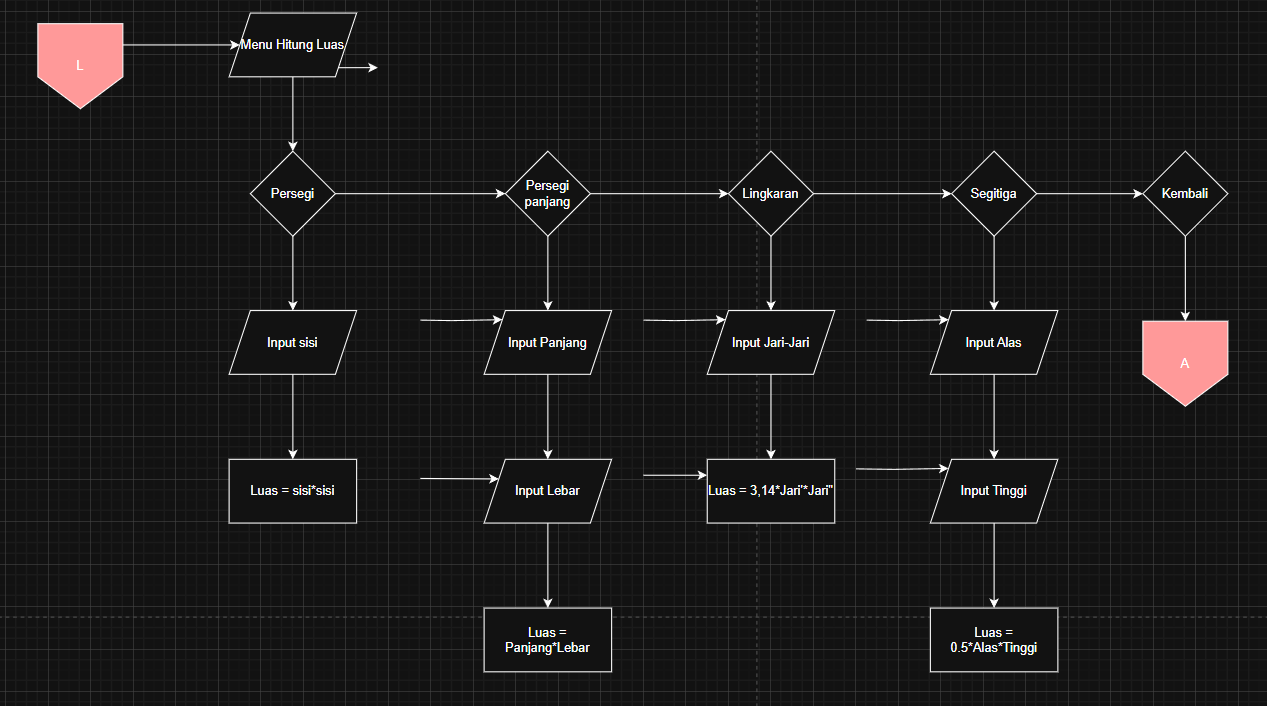 L
Menu Hitung Luas
Persegi
Persegi
panjang
Lingkaran
Segitiga
Kembali
Input sisi
Input Panjang
Input Jari-Jari
Input Alas
A
Luas = sisi*sisi
Input Lebar
Luas = 3,14*Jari'*Jari"
Input Tinggi
Luas =
Panjang*Lebar
Luas =
0.5*Alas*Tinggi